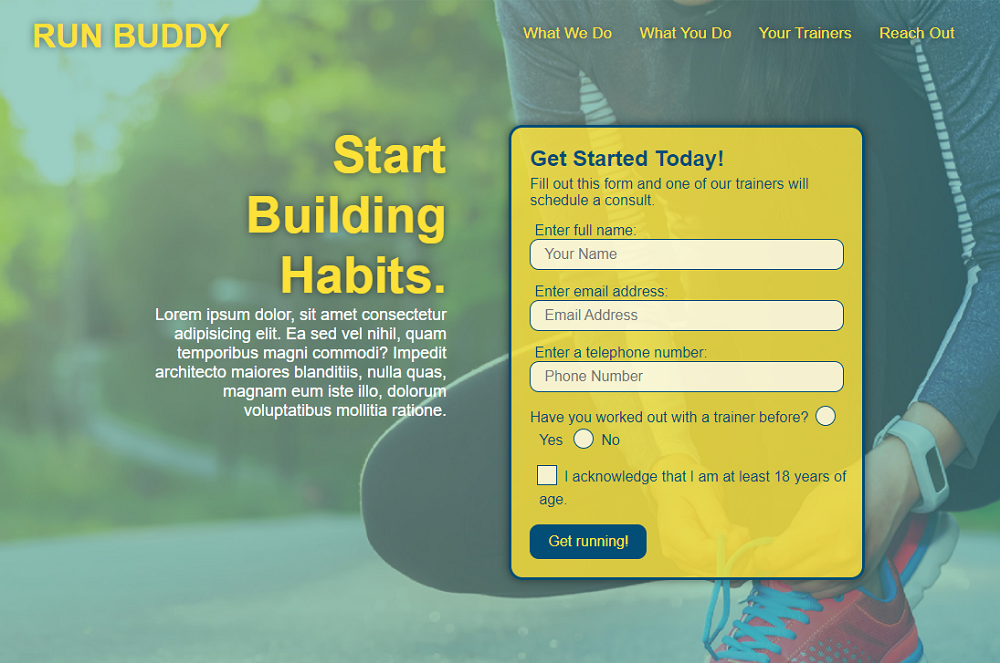 RUN BUDDY
What We Do
What You Do
Your Trainers
Reach Out
Start
Building
Habits.
Lorem ipsum dolor, sit amet consectetur
adipisicing elit. Ea sed vel nihil, quam
temporibus magni commodi? Impedit
architecto maiores blanditiis, nulla quas,
magnam eum iste illo, dolorum
voluptatibus mollitia ratione.
Get Started Today!
Fill out this form and one of our trainers will
schedule a consult.
Enter full name:
Your Name
Enter email address:
Email Address
Enter a telephone number:
Phone Number
Have you worked out with a trainer before?
Yes No
I acknowledge that I am at least 18 years of
age.
Get running!